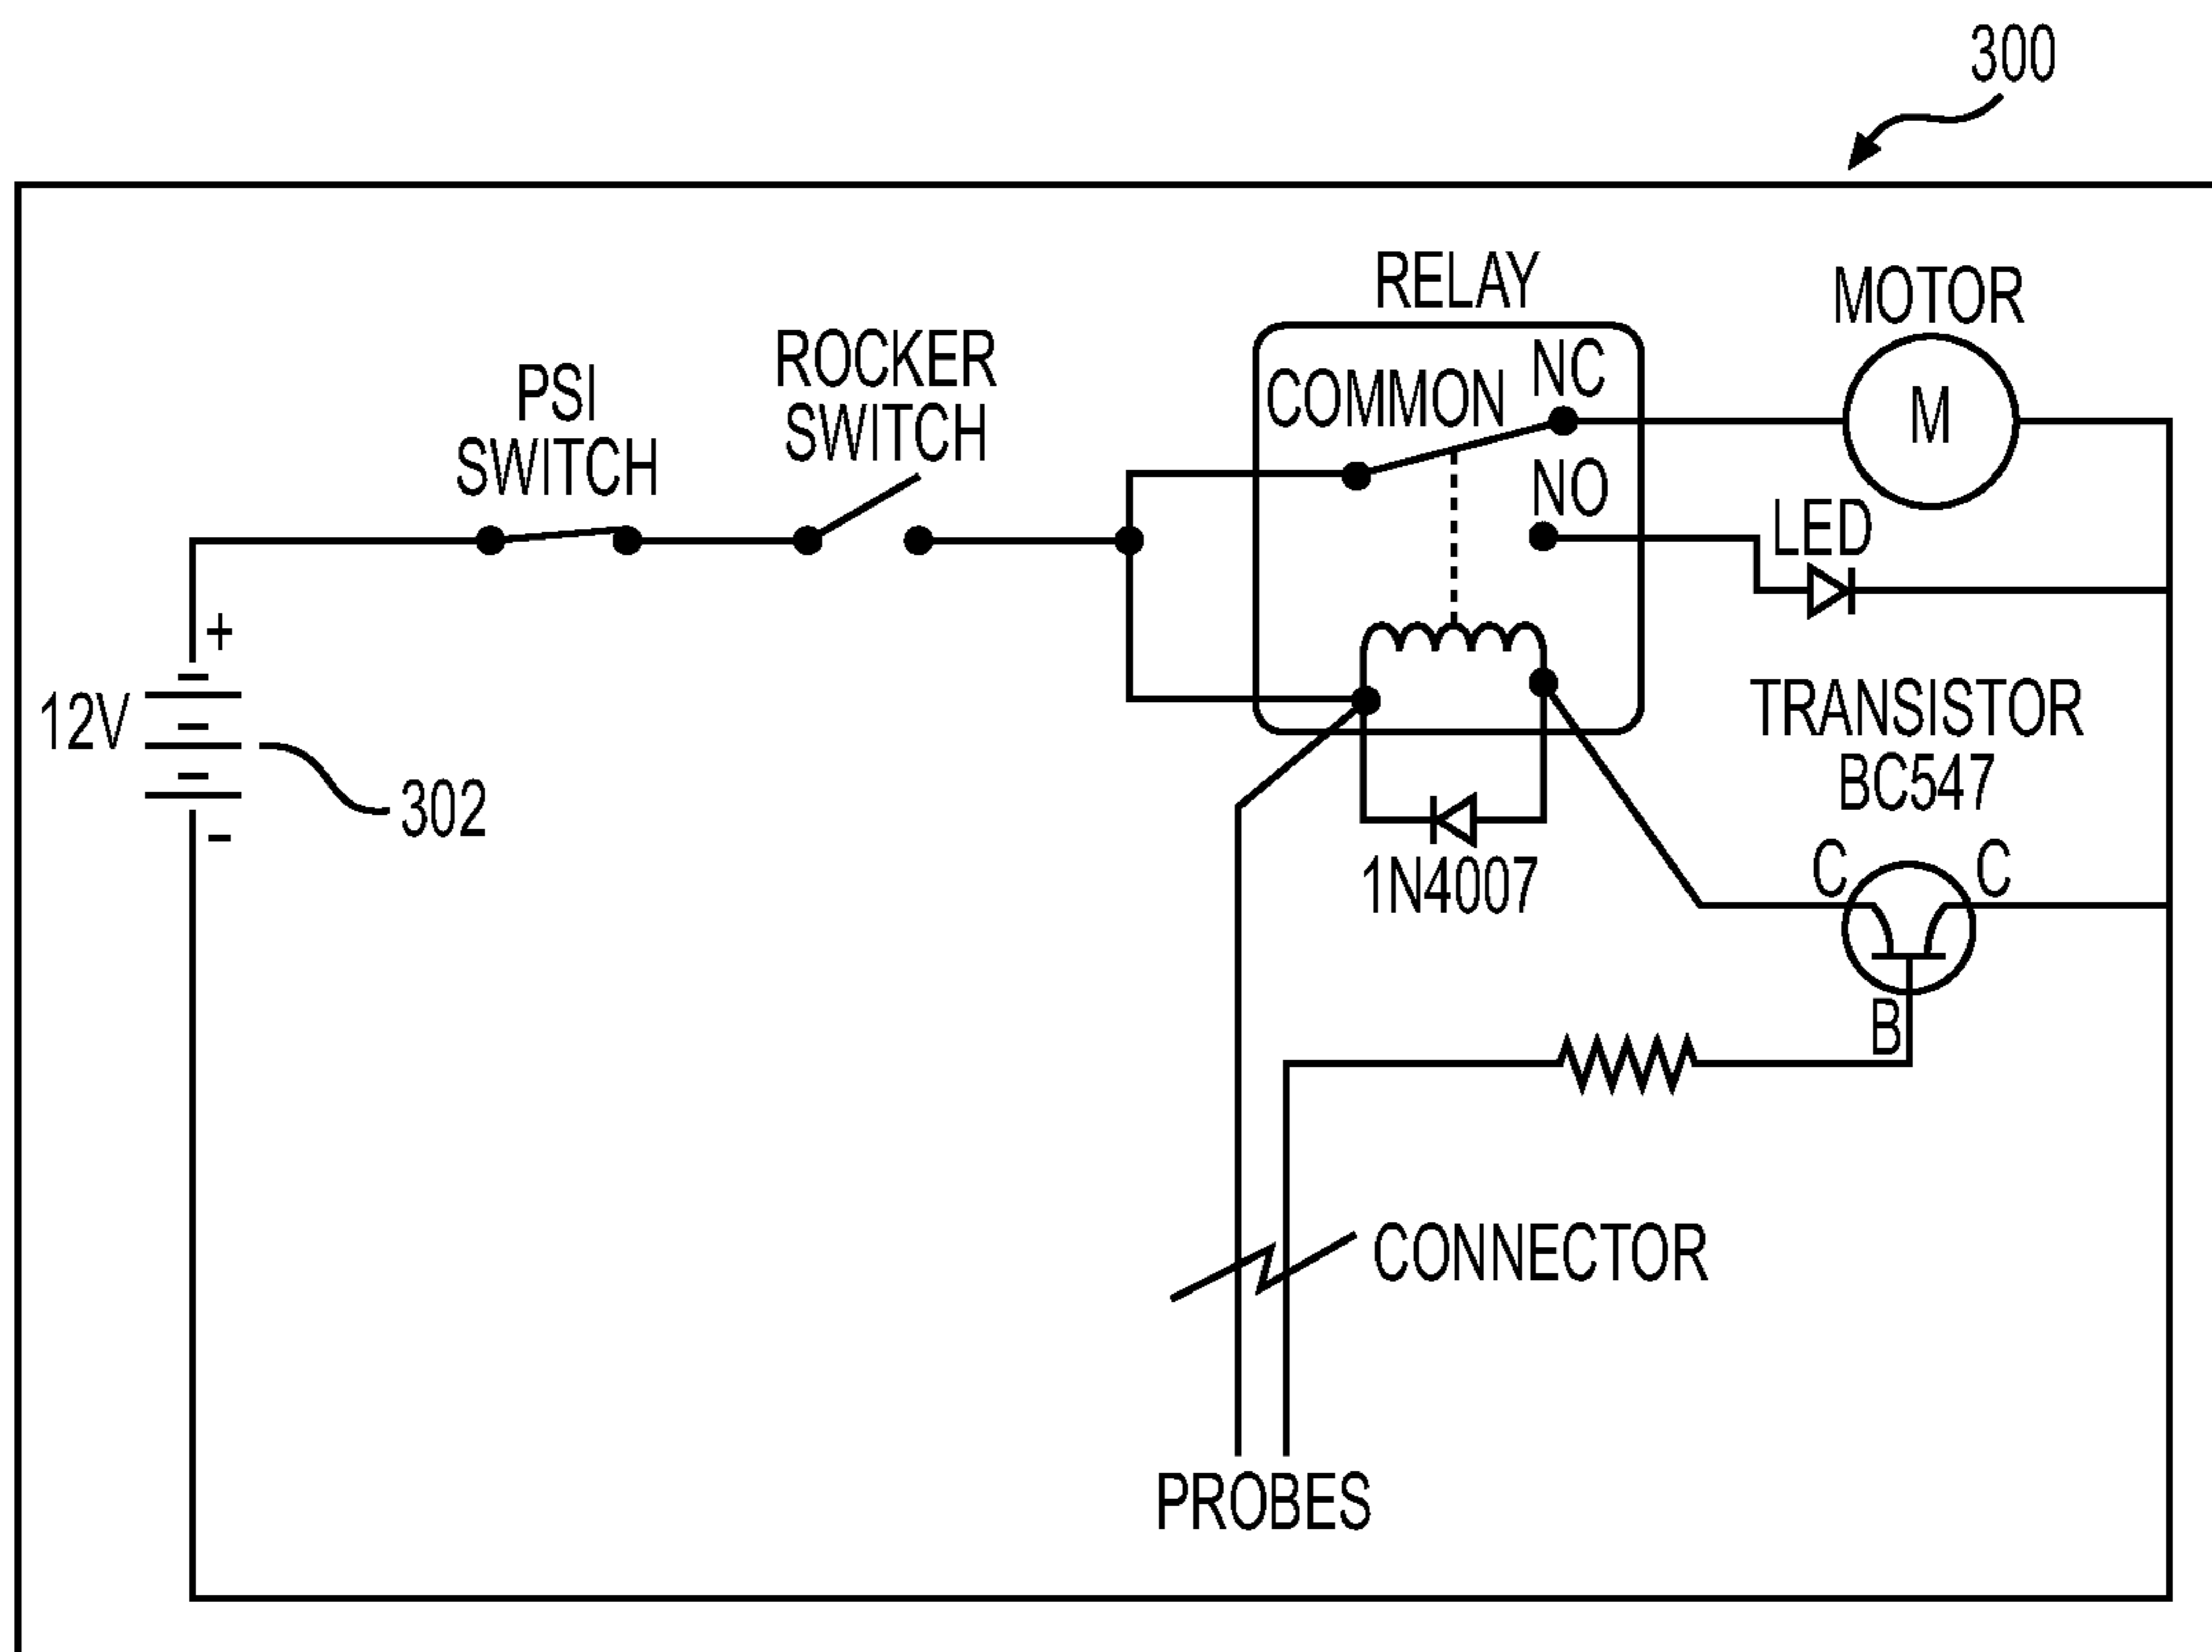 300
RELAY
MOTOR
NC
COMMON
M
NO
PSI
SWITCH
ROCKER
SWITCH
LED
+
12V
-
302
TRANSISTOR
BC547
1N4007
C
C
B
CONNECTOR
PROBES